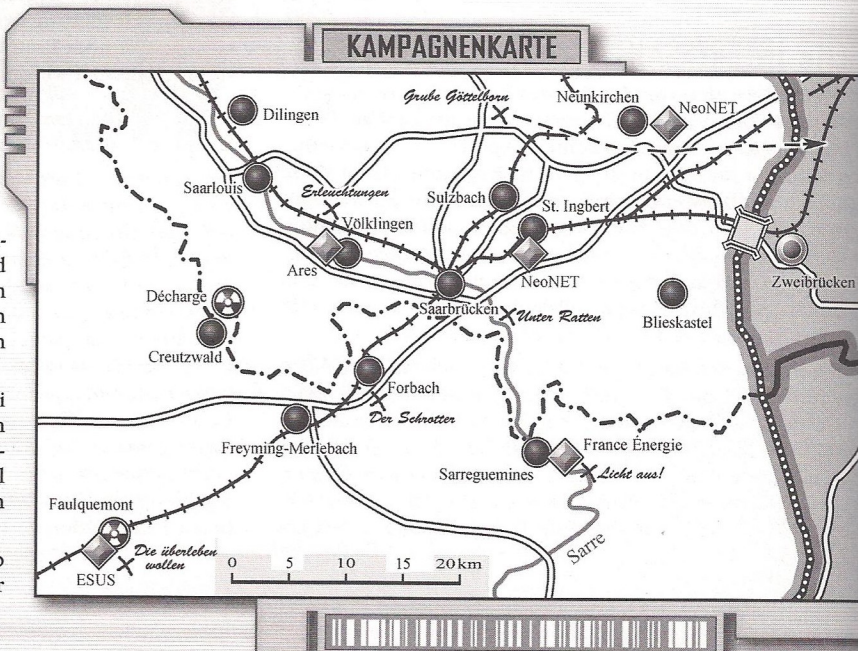 KAMPAGNENKARTE
Grube Göttelborn
Neunkirchen
NeoNET
Dilingen
Saarlouis
Erleuchtungen
Sulzbach
St. Ingbert
Völklingen
Ares
NeoNET
Zweibrücken
Décharge
Saarbrücken
Unter Ratten
Blieskastel
Creutzwald
Forbach
Der Schrotter
Freyming-Merlebach
France Énergie
Sarreguemines
Licht aus!
Faulquemont
Die überleben
wollen
ESUS
0 5 10 15 20 km
Sarre